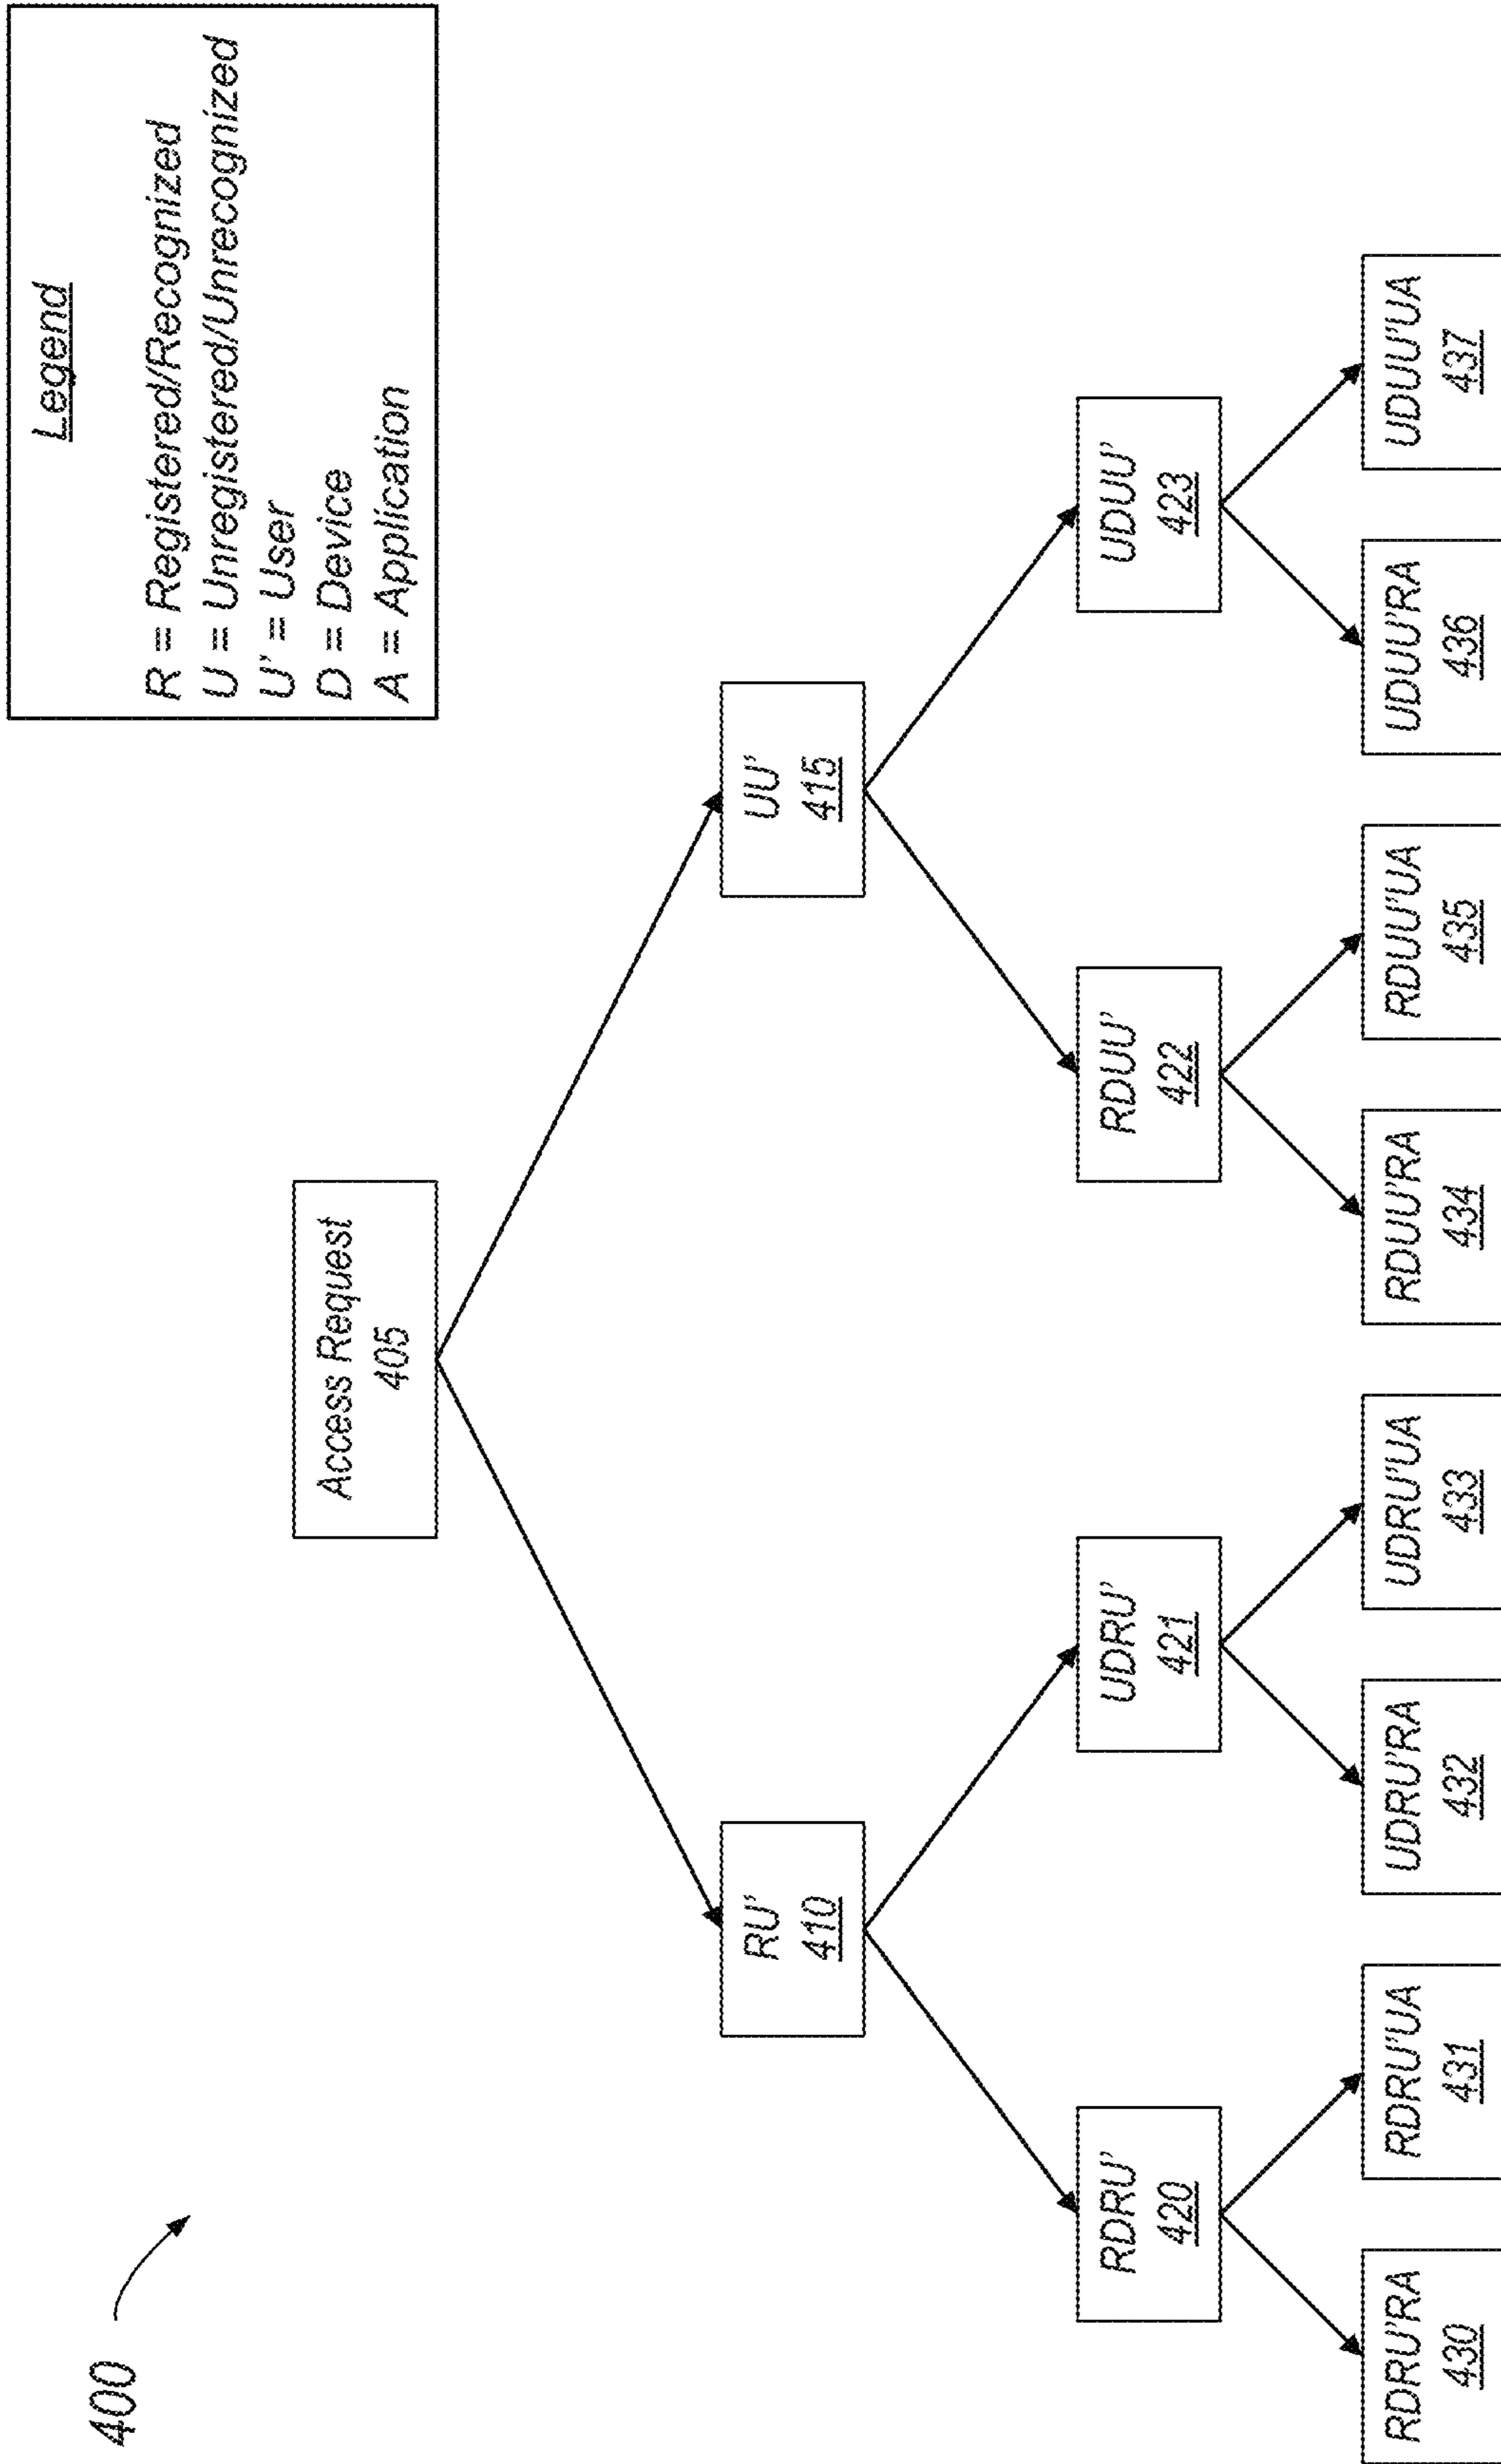 400
Legend
R = Registered/Recognized
U = Unregistered/Unrecognized
U' = User
D = Device
A = Application
Access Request
405
RU'
410
UU'
415
RDRU'
420
UDRU'
421
RDUU'
422
UDUU'
423
RDRU'RA
430
RDRU'UA
431
UDRU'RA
432
UDRU'UA
433
RDUU'RA
434
RDUU'UA
435
UDUU'RA
436
UDUU'UA
437